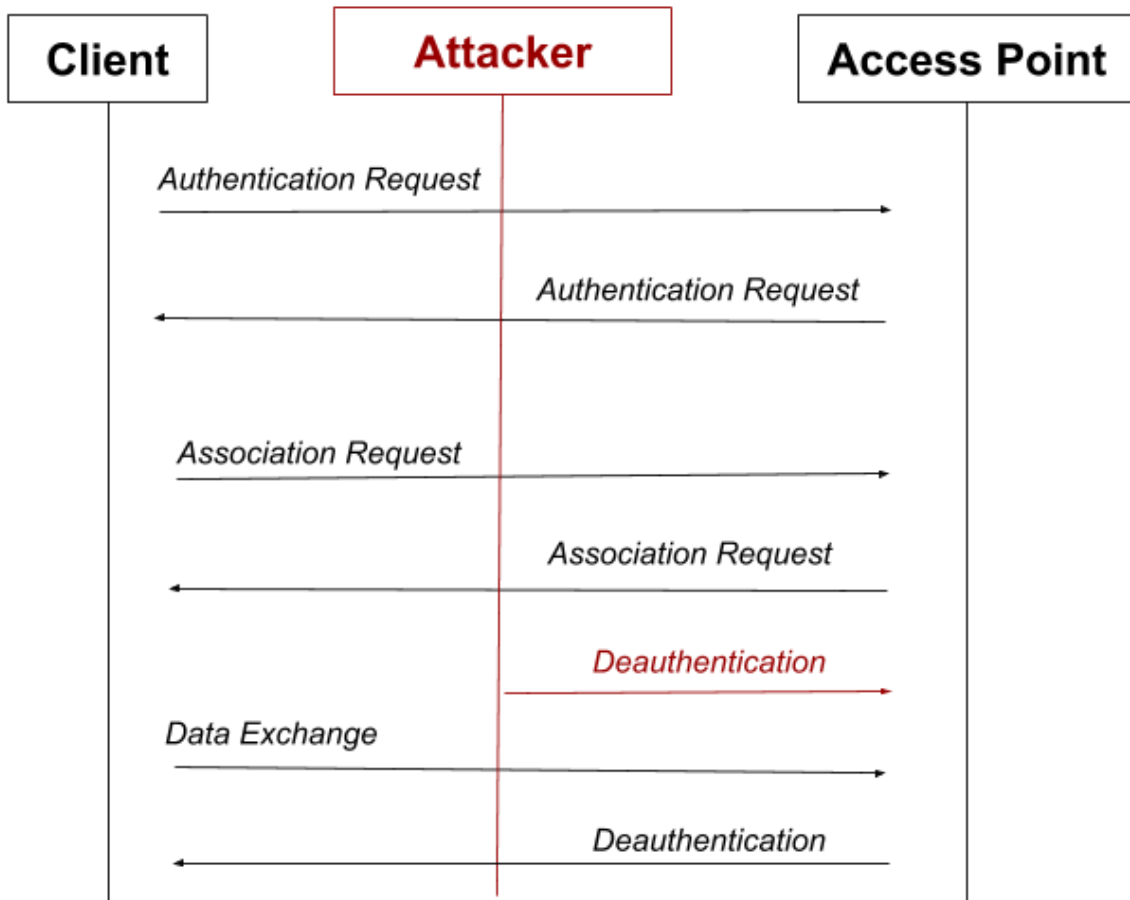 Client
Attacker
Access Point
Authentication Request
Authentication Request
Association Request
Association Request
Deauthentication
Data Exchange
Deauthentication